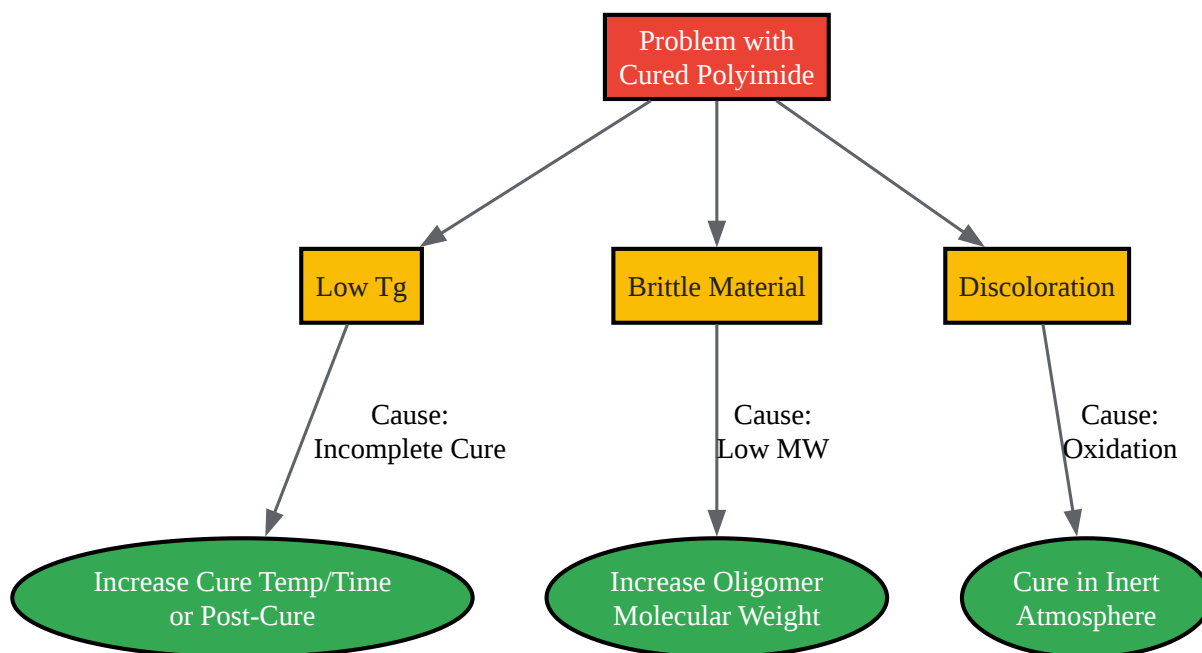 Problem with
Cured Polyimide
Low Tg
Brittle Material
Discoloration
Cause:
Incomplete Cure
Cause:
Low MW
Cause:
Oxidation
Increase Cure Temp/Time
or Post-Cure
Increase Oligomer
Molecular Weight
Cure in Inert
Atmosphere